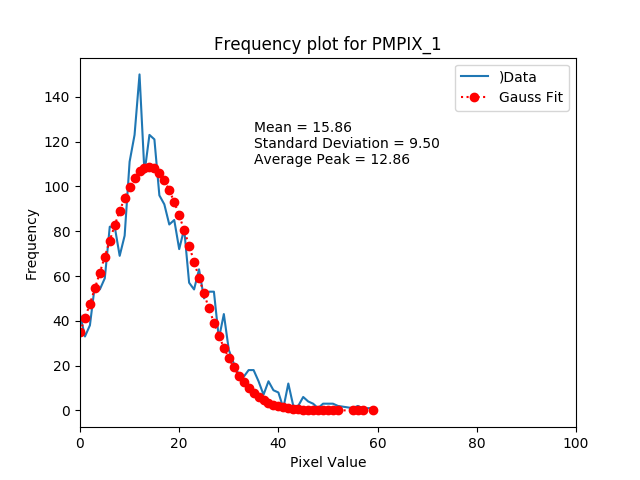 Frequency plot for PMPIX_1
)Data
Gauss Fit
Mean = 15.86
Standard Deviation = 9.50
Average Peak = 12.86
Frequency
140
120
100
80
60
40
20
0
0 20 40 60 80 100
Pixel Value